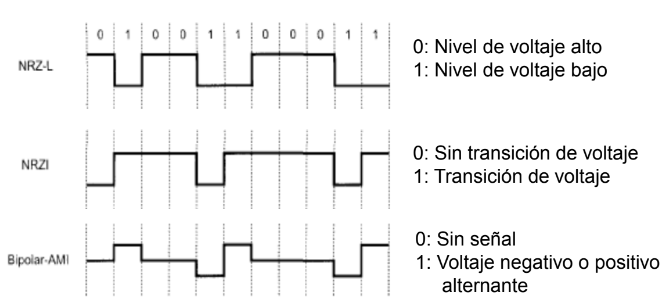 0 1 0 0 1 1 0 0 0 1 1
NRZ-L
0: Nivel de voltaje alto
1: Nivel de voltaje bajo
NRZI
0: Sin transición de voltaje
1: Transición de voltaje
Bipolar-AMI
0: Sin señal
1: Voltaje negativo o positivo
alternante